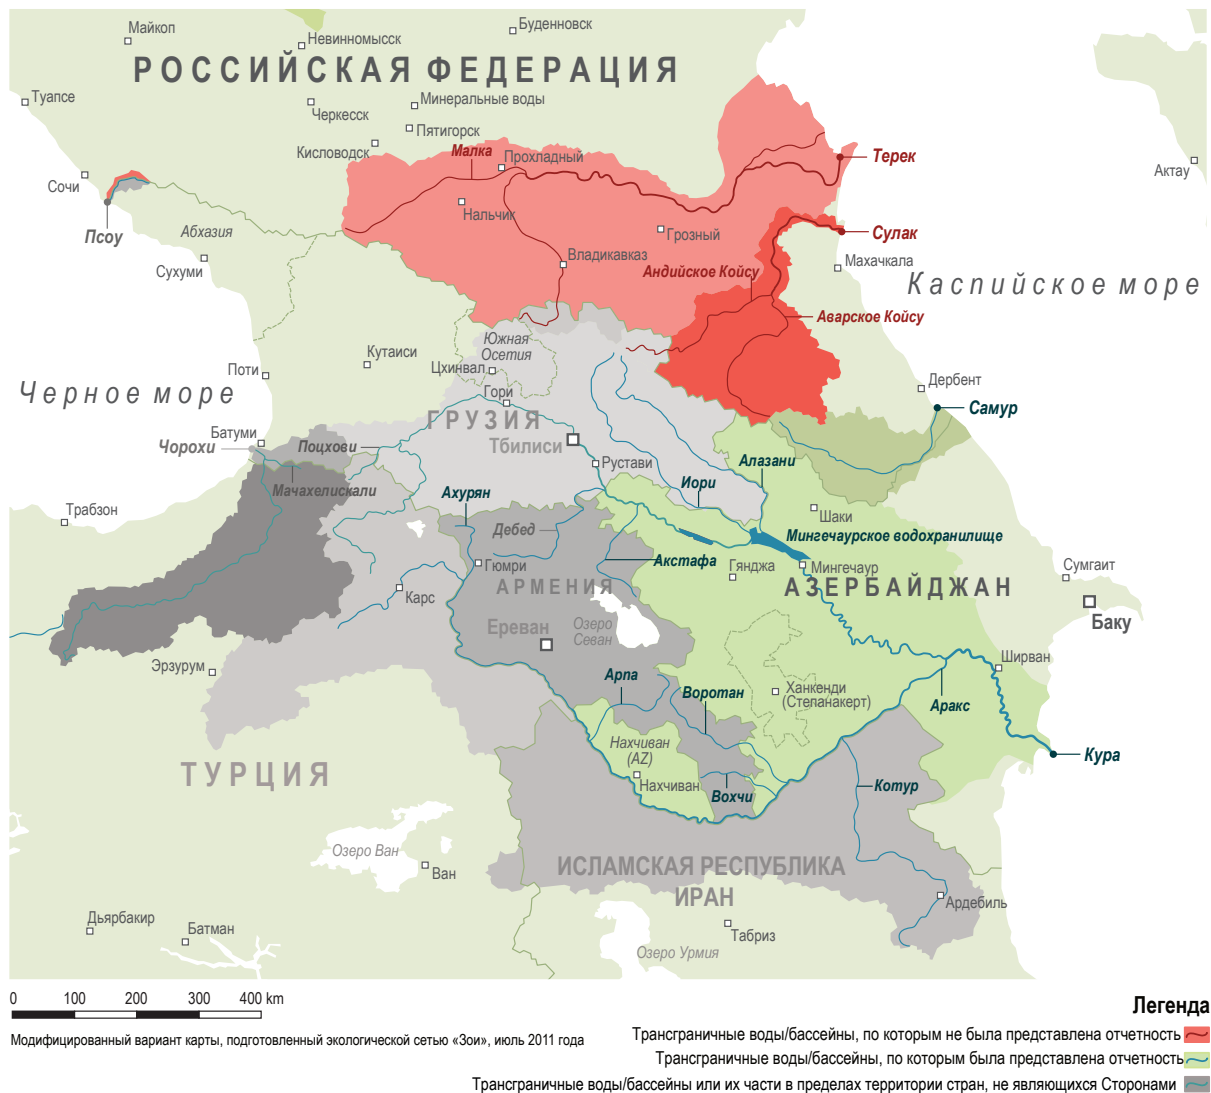 Майкоп
Буденновск
Невинномысск
РОССИЙСКАЯ ФЕДЕРАЦИЯ
Туапсе
Минеральные воды
Черкесск
Пятигорск
Кисловодск
Малка
Прохладный
Терек
Актау
Сочи
Нальчик
Псоу
Абхазия
Грозный
Сулак
Владикавказ
Махачкала
Сухуми
Андийское Койсу
Каспийское море
Аварское Койсу
Южная
Осетия
Кутаиси
Цхинвал
Поти
Дербент
Черное море
Гори
Самур
ГРУЗИЯ
Батуми
Тбилиси
Чорохи
Поцхови
Рустави
Алазани
Мачахелискали
Ахурян
Иори
Трабзон
Шаки
Дебед
Мингечаурское водохранилище
Акстафа
Гюмри
Гянджа
Мингечаур
Сумгаит
АРМЕНИЯ
АЗЕРБАЙДЖАН
Карс
Озеро
Севан
Баку
Ереван
Ширван
Эрзурум
Арпа
Воротан
Ханкенди
(Степанакерт)
Аракс
Нахчиван
(AZ)
Кура
ТУРЦИЯ
Нахчиван
Вохчи
Котур
Озеро Ван
Ван
ИСЛАМСКАЯ РЕСПУБЛИКА
ИРАН
Ардебиль
Дьярбакир
Батман
Табриз
Озеро Урмия
0 100 200 300 400 km
Модифицированный вариант карты, подготовленный экологической сетью «Зои», июль 2011 года
Легенда
Трансграничные воды/бассейны, по которым не была представлена отчетность
Трансграничные воды/бассейны, по которым была представлена отчетность
Трансграничные воды/бассейны или их части в пределах территории стран, не являющихся Сторонами